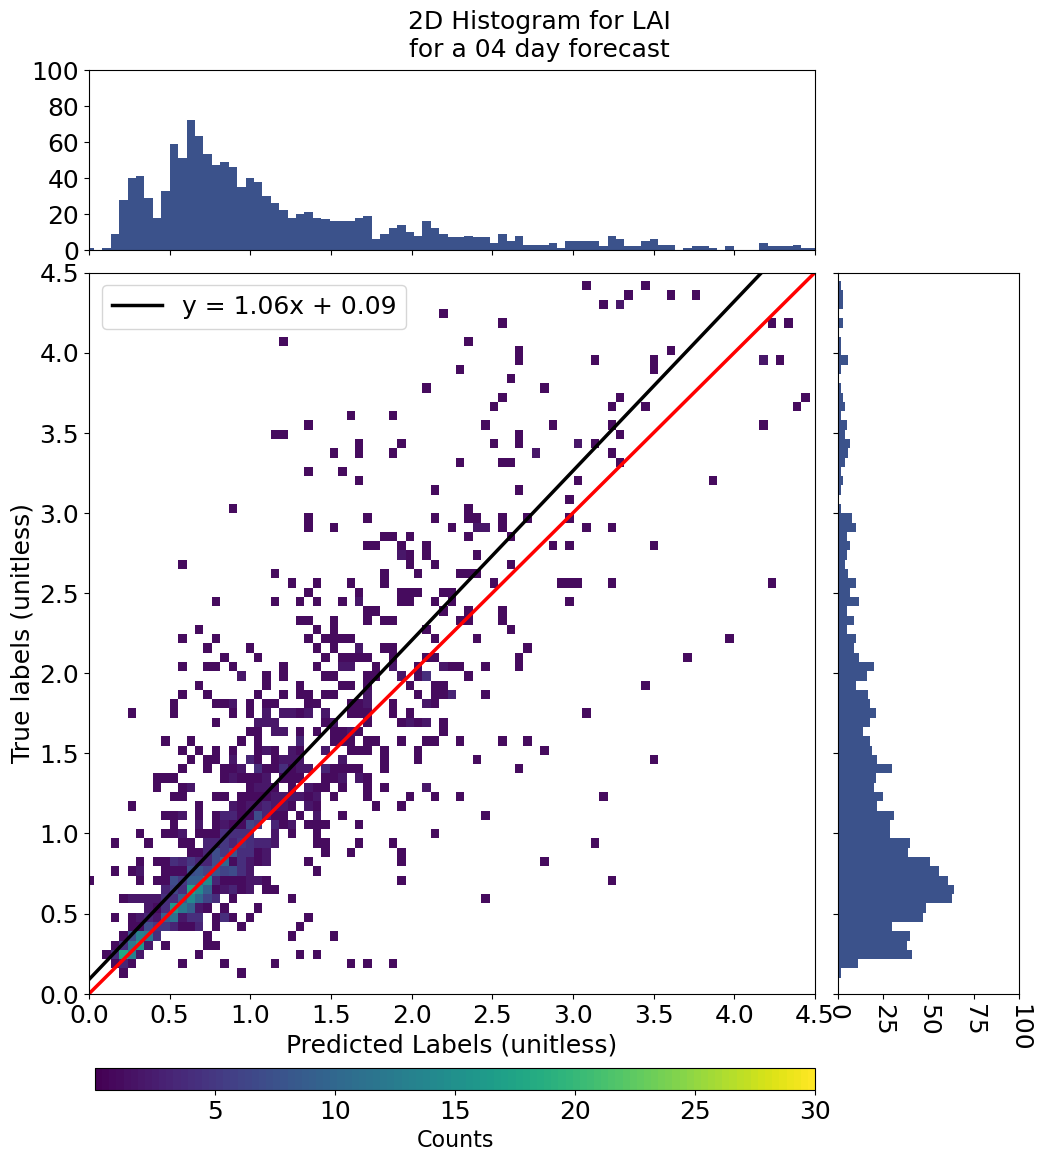 2D Histogram for LAI
for a 04 day forecast
100
80
60
40
20
0
4.5
4.0
3.5
3.0
2.5
2.0
1.5
1.0
0.5
0.0
True labels (unitless)
y = 1.06x + 0.09
0.0 0.5 1.0 1.5 2.0 2.5 3.0 3.5 4.0 4.5
Predicted Labels (unitless)
0 25 50 75 100
5 10 15 20 25 30
Counts